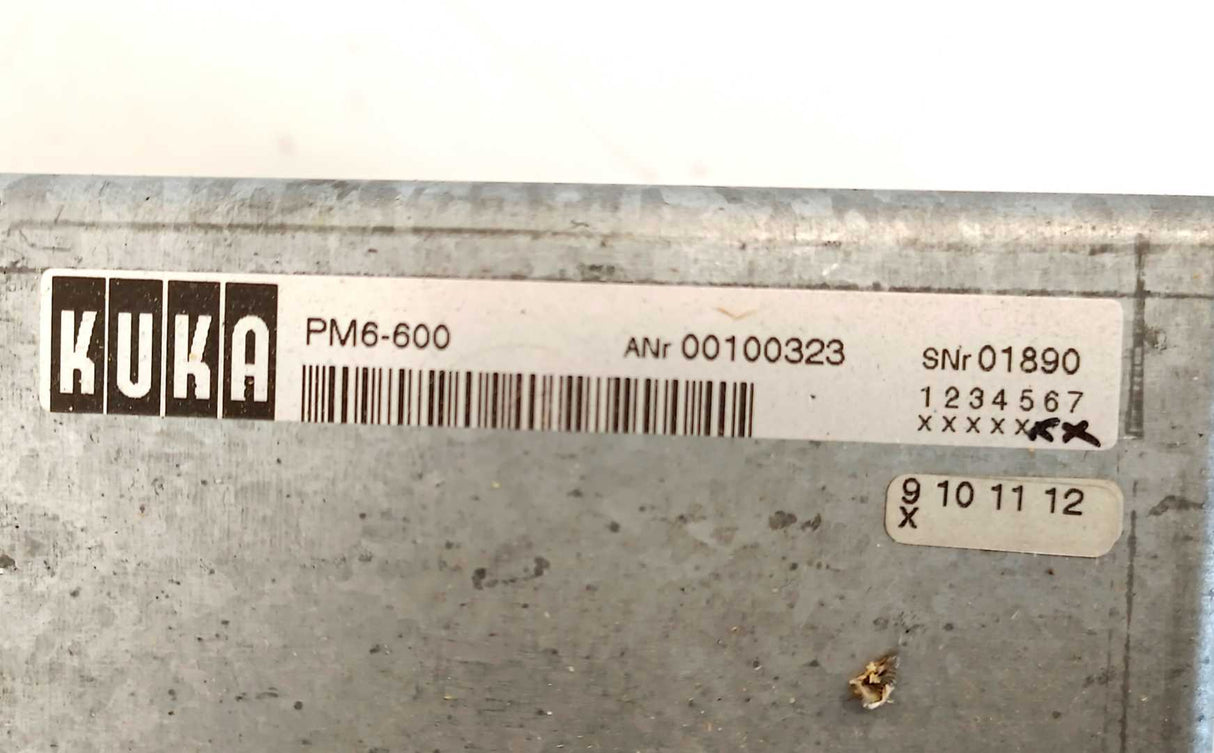 KUKA
PM6-600
ANr 00100323
SNr 01890
1 2 3 4 5 6 7
x x x x x x x
9 10 11 12
x